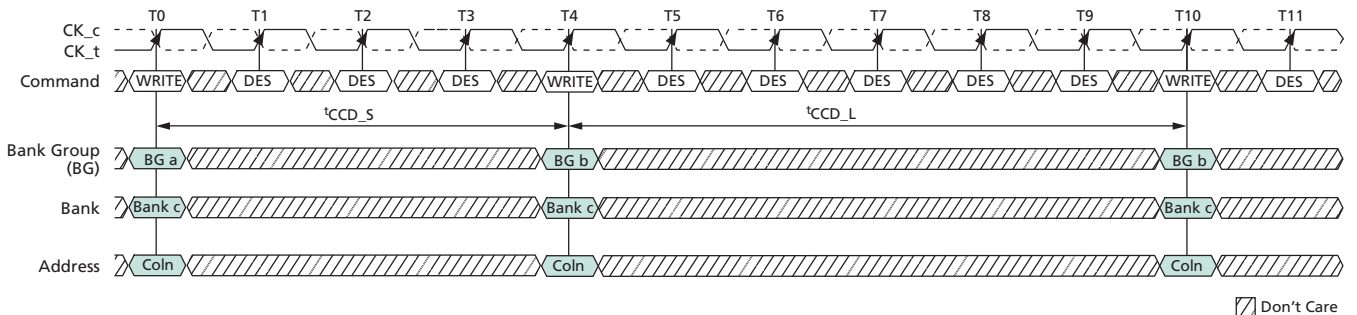 T0 T1 T2 T3 T4 T5 T6 T7 T8 T9 T10 T11
CK_c
CK_t
Command WRITE DES DES DES WRITE DES DES DES DES DES WRITE DES
tCCD_S tCCD_L
Bank Group
(BG) BG a BG b BG b
Bank Bank c Bank c Bank c
Address Coln Coln Coln
Don't Care